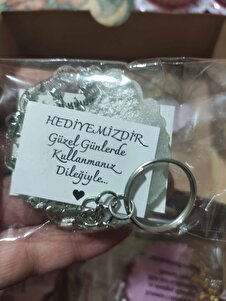 HEDİYEMİZDİR
Güzel Günlerde
Kullanmanız
Dileğiyle...